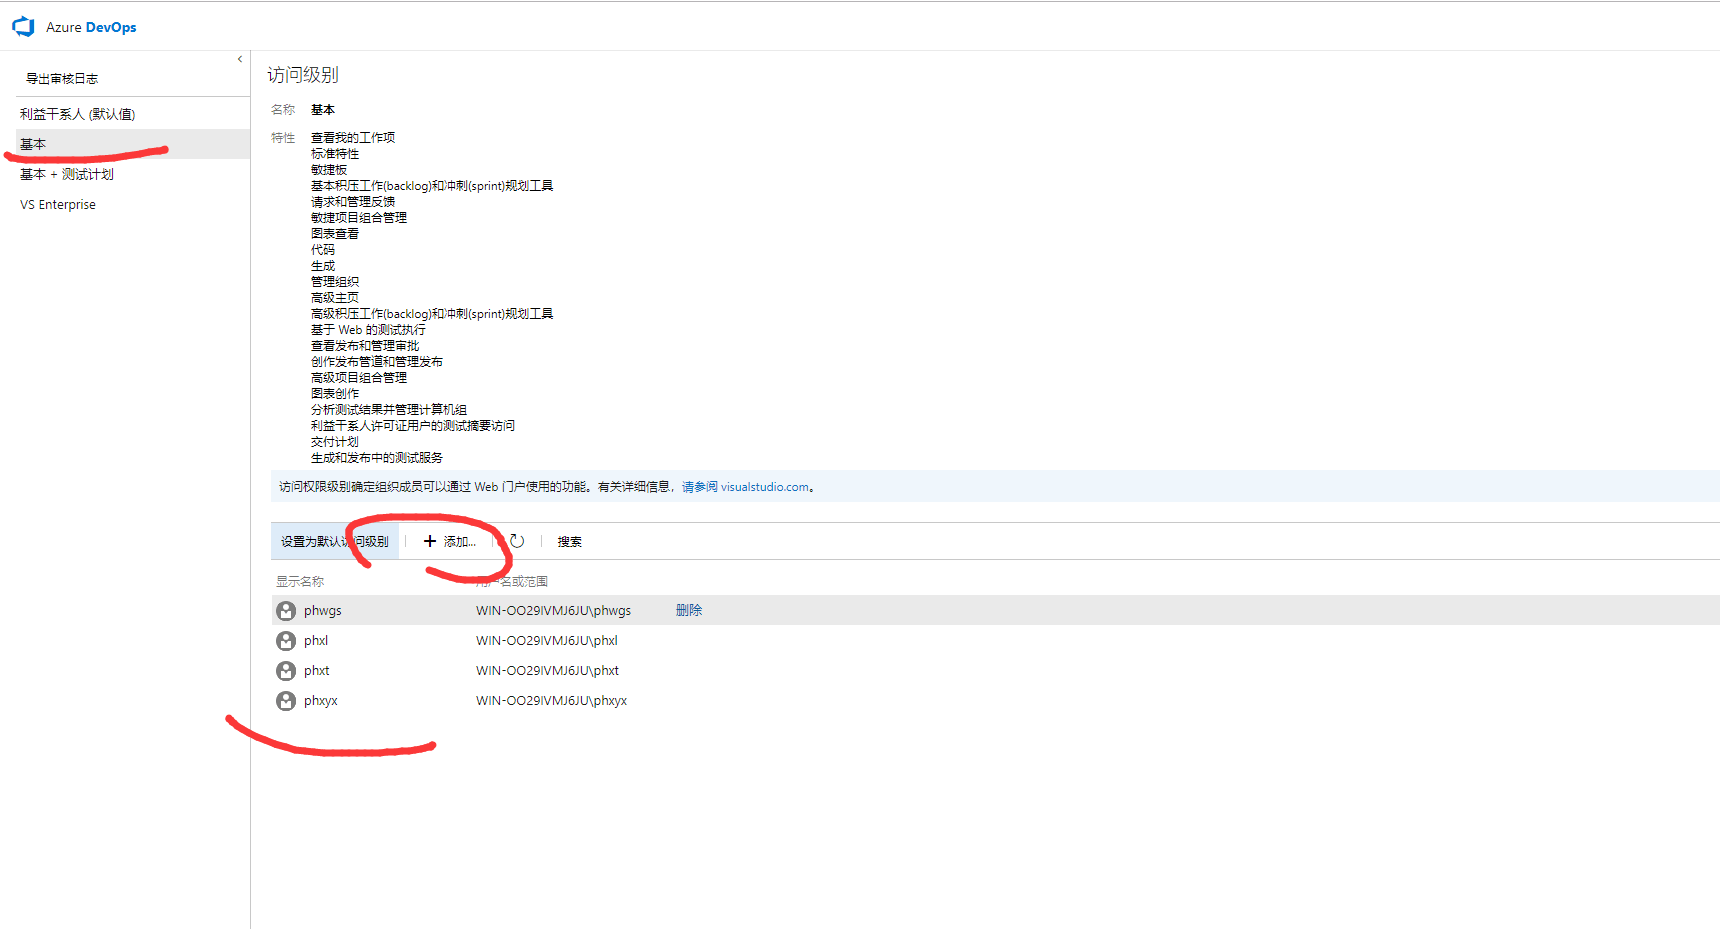 Azure DevOps
导出审核日志
利益干系人 (默认值)
基本
基本 + 测试计划
VS Enterprise
访问级别
名称 基本
特性 查看我的工作项
标准特性
敏捷板
基本积压工作(backlog)和冲刺(sprint)规划工具
请求和管理反馈
敏捷项目组合管理
图表查看
代码
生成
管理组织
高级主页
高级积压工作(backlog)和冲刺(sprint)规划工具
基于 Web 的测试执行
查看发布和管理审批
创作发布管道和管理发布
高级项目组合管理
图表创作
分析测试结果并管理计算机组
利益干系人许可证用户的测试摘要访问
交付计划
生成和发布中的测试服务
访问权限级别确定组织成员可以通过 Web 门户使用的功能。有关详细信息，请参阅 visualstudio.com。
设置为默认访问级别 添加... 搜索
显示名称 用户名或范围
phwgs WIN-OO29IVMJ6JU\phwgs 删除
phxl WIN-OO29IVMJ6JU\phxl
phxt WIN-OO29IVMJ6JU\phxt
phxyx WIN-OO29IVMJ6JU\phxyx